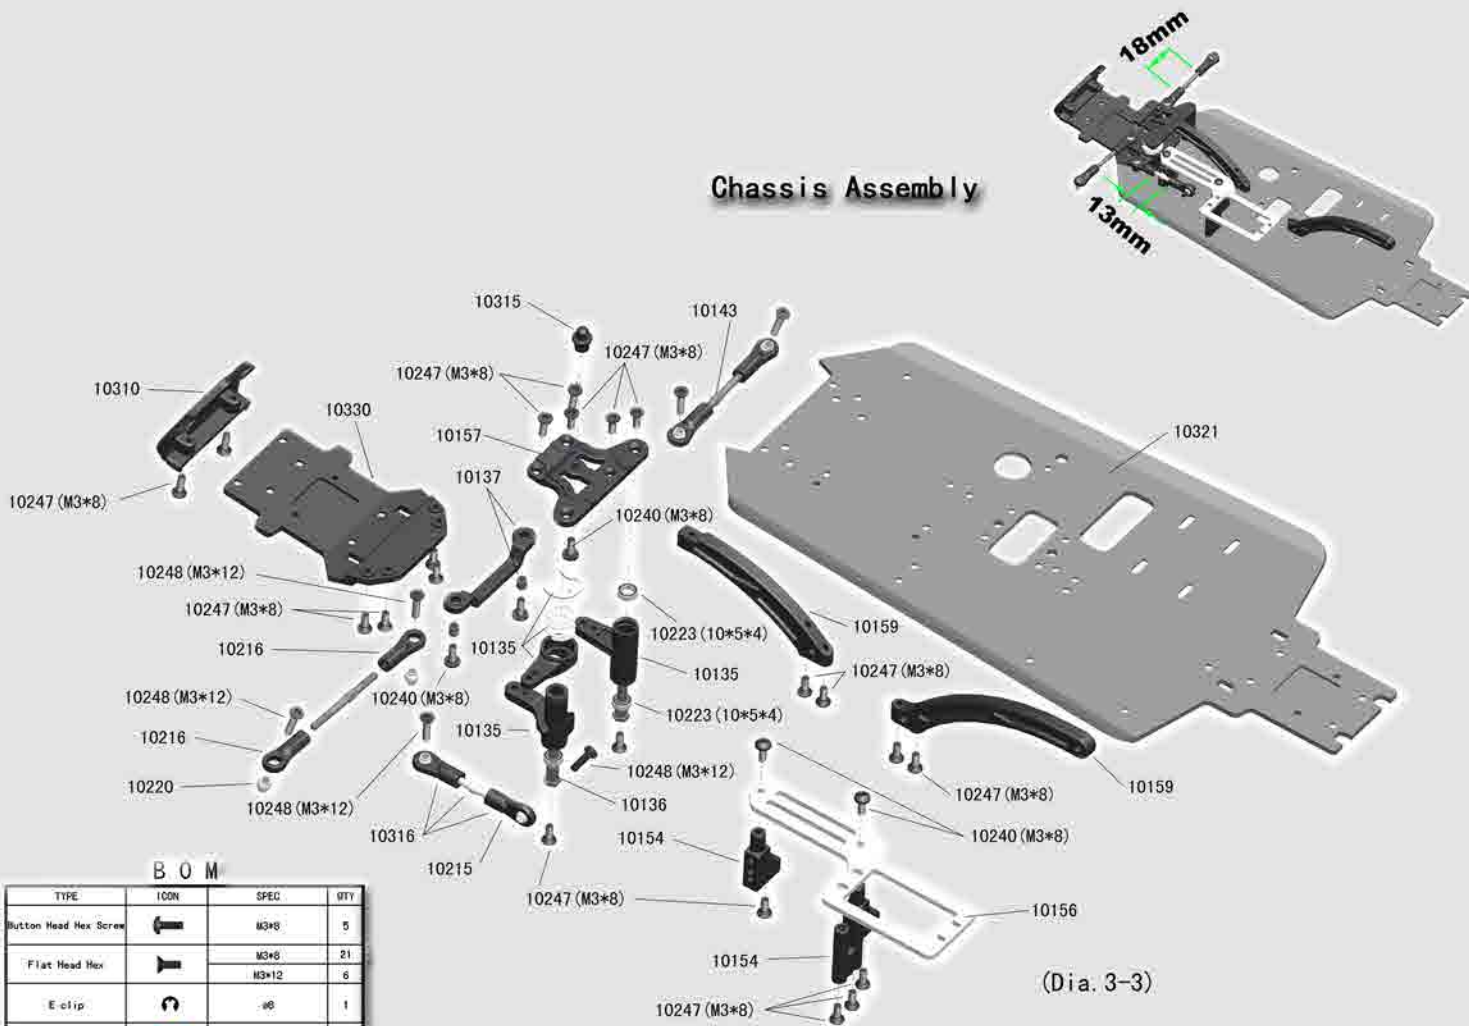 18mm
Chassis Assembly
13mm
10315
10143
10247(M3*8)
10247(M3*8)
10310
10330
10157
10321
10137
10247(M3*8)
10240(M3*8)
10248(M3*12)
10247(M3*8)
10223(10*5*4)
10159
10216
10135
10135
10247(M3*8)
10248(M3*12)
10240(M3*8)
10223(10*5*4)
10216
10135
10248(M3*12)
10220
10248(M3*12)
10136
10247(M3*8)
10159
10316
10154
10240(M3*8)
10215
10247(M3*8)
10156
10154
(Dia.3-3)
10247(M3*8)
B O M
TYPE ICON SPEC QTY
Button Head Hex Screw M3*8 5
Flat Head Hex M3*8 21
M3*12 6
E clip ø8 1